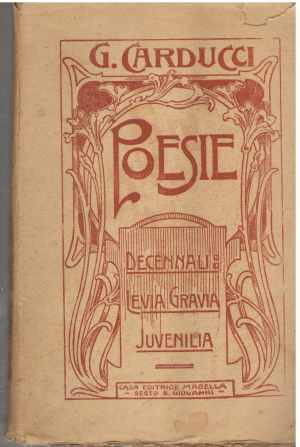 G. CARDUCCI
POESIE
DECENNALI:
LEVIA GRAVIA
JUVENILIA
CASA EDITRICE MADELLA
- SESTO S. GIOVANNI -